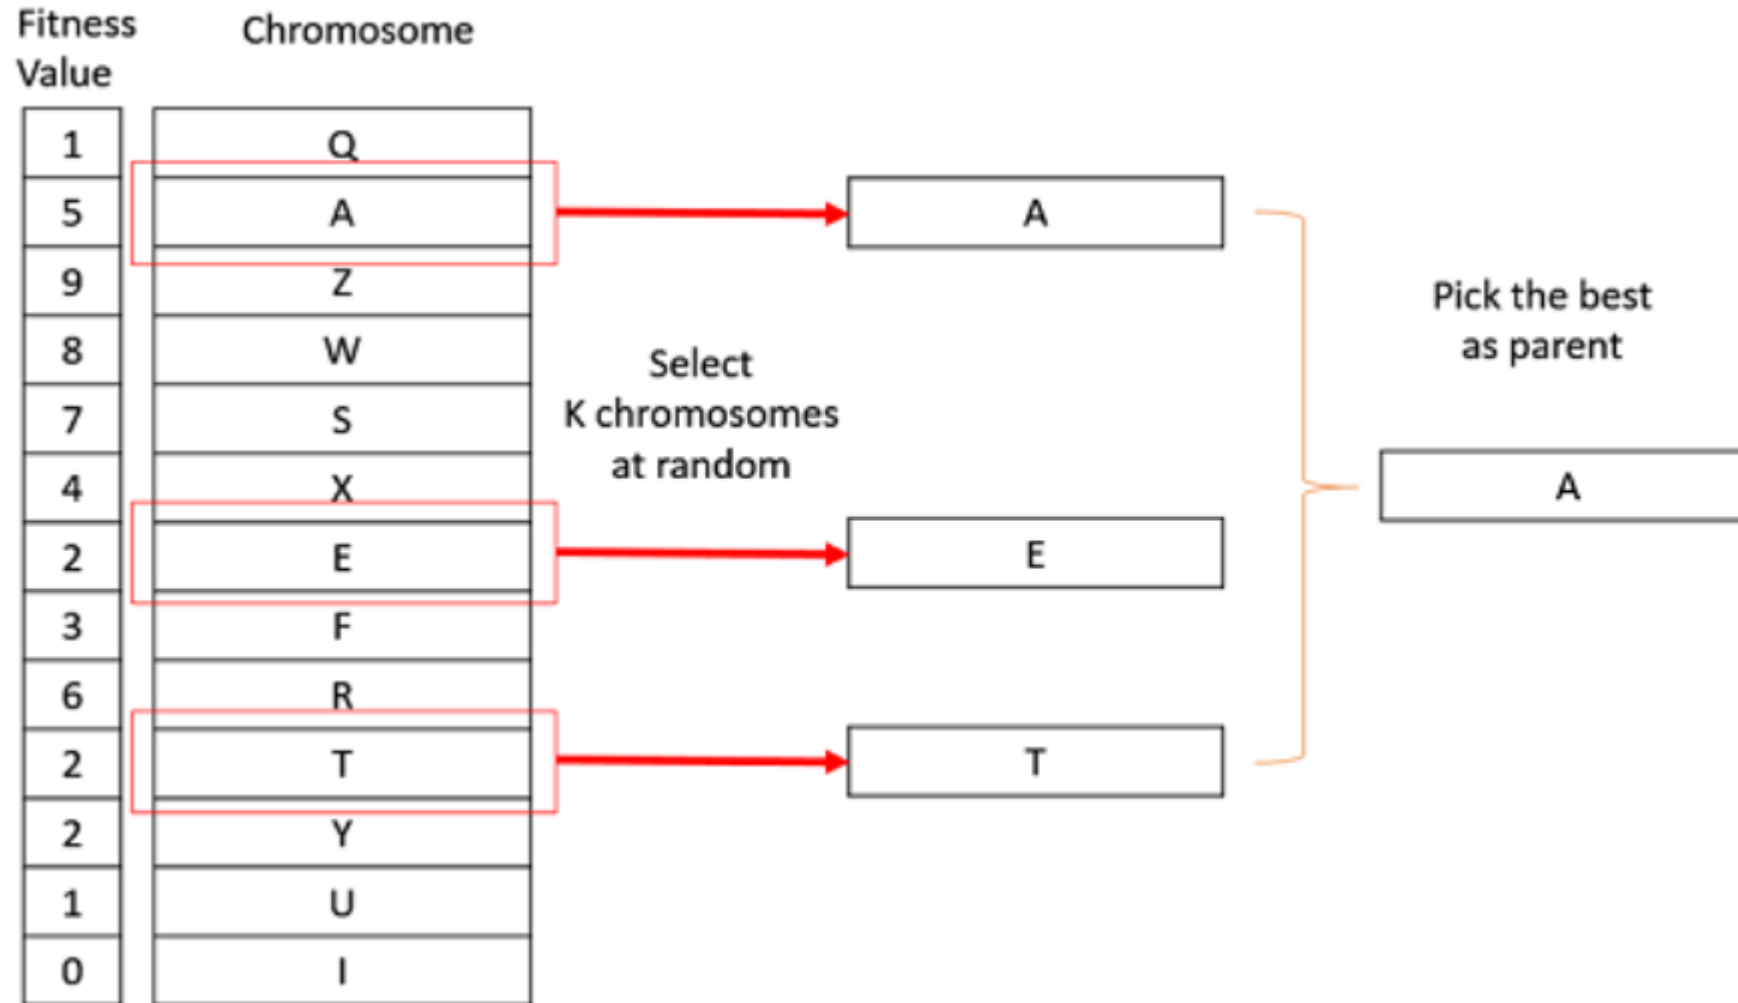 Fitness
Value
Chromosome
1 Q
5 A
9 Z
8 W
7 S
4 X
2 E
3 F
6 R
2 T
2 Y
1 U
0 I
Select
K chromosomes
at random
A
E
T
Pick the best
as parent
A